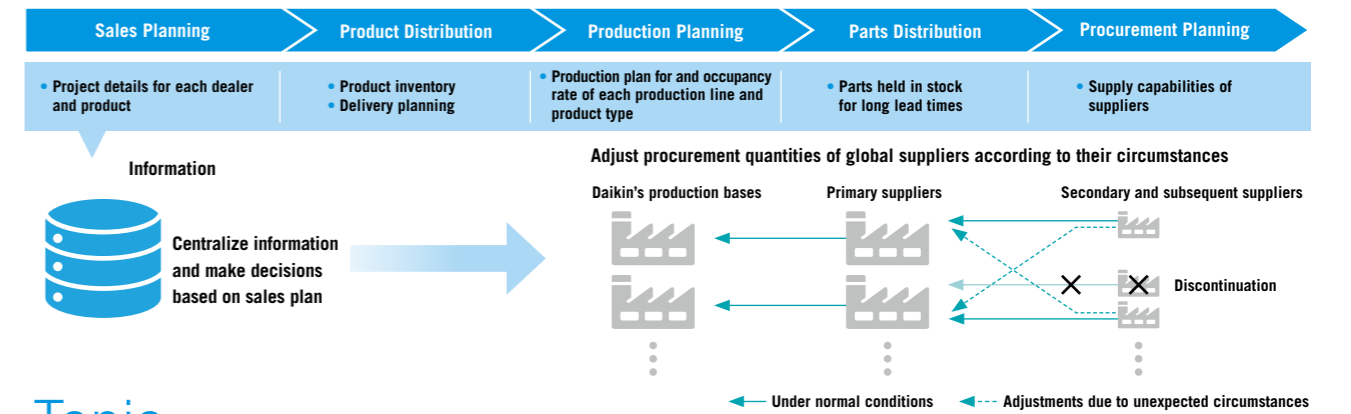 Sales Planning
Product Distribution
Production Planning
Parts Distribution
Procurement Planning
• Project details for each dealer
and product
• Product inventory
• Delivery planning
• Production plan for and occupancy
rate of each production line and
product type
• Parts held in stock
for long lead times
• Supply capabilities of
suppliers
Information
Centralize information
and make decisions
based on sales plan
Adjust procurement quantities of global suppliers according to their circumstances
Daikin's production bases
Primary suppliers
Secondary and subsequent suppliers
Discontinuation
Under normal conditions
Adjustments due to unexpected circumstances
Topic